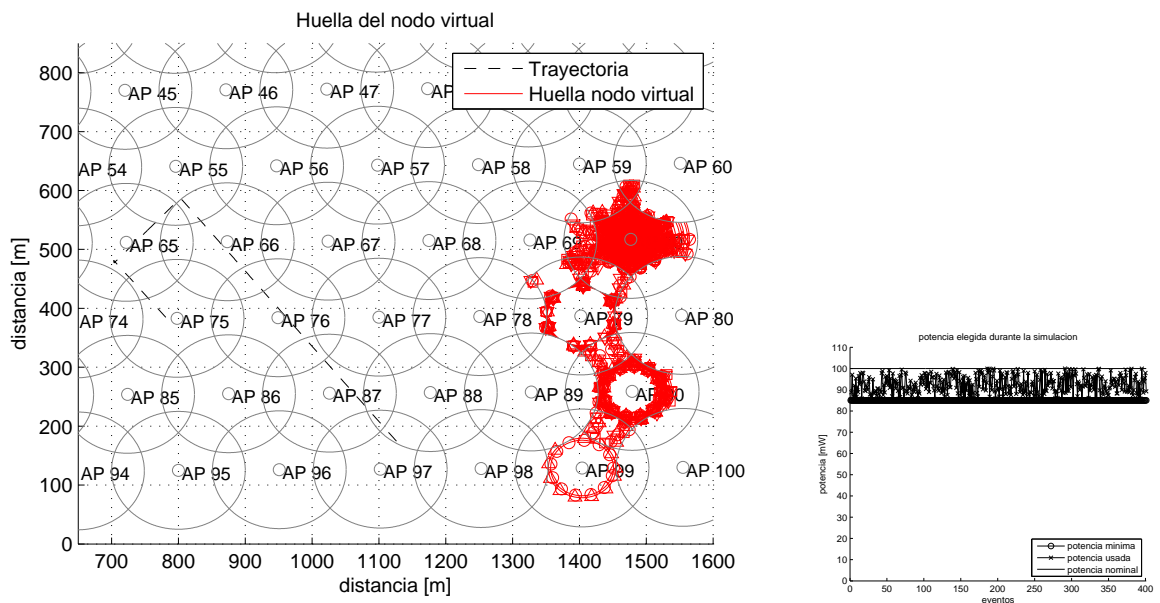 Huella del nodo virtual
Trayectoria
Huella nodo virtual
800
700
600
500
400
300
200
100
0
distancia [m]
AP 45
AP 46
AP 47
AP
AP 54
AP 55
AP 56
AP 57
AP 58
AP 59
AP 60
AP 65
AP 66
AP 67
AP 68
AP 69
AP 74
AP 75
AP 76
AP 77
AP 78
AP 79
AP 80
AP 85
AP 86
AP 87
AP 88
AP 89
AP 90
AP 94
AP 95
AP 96
AP 97
AP 98
AP 99
AP 100
700 800 900 1000 1100 1200 1300 1400 1500 1600
distancia [m]
potencia elegida durante la simulacion
110
100
90
80
70
60
50
40
30
20
10
0
potencia [mW]
potencia minima
potencia usada
potencia nominal
0 50 100 150 200 250 300 350 400
eventos